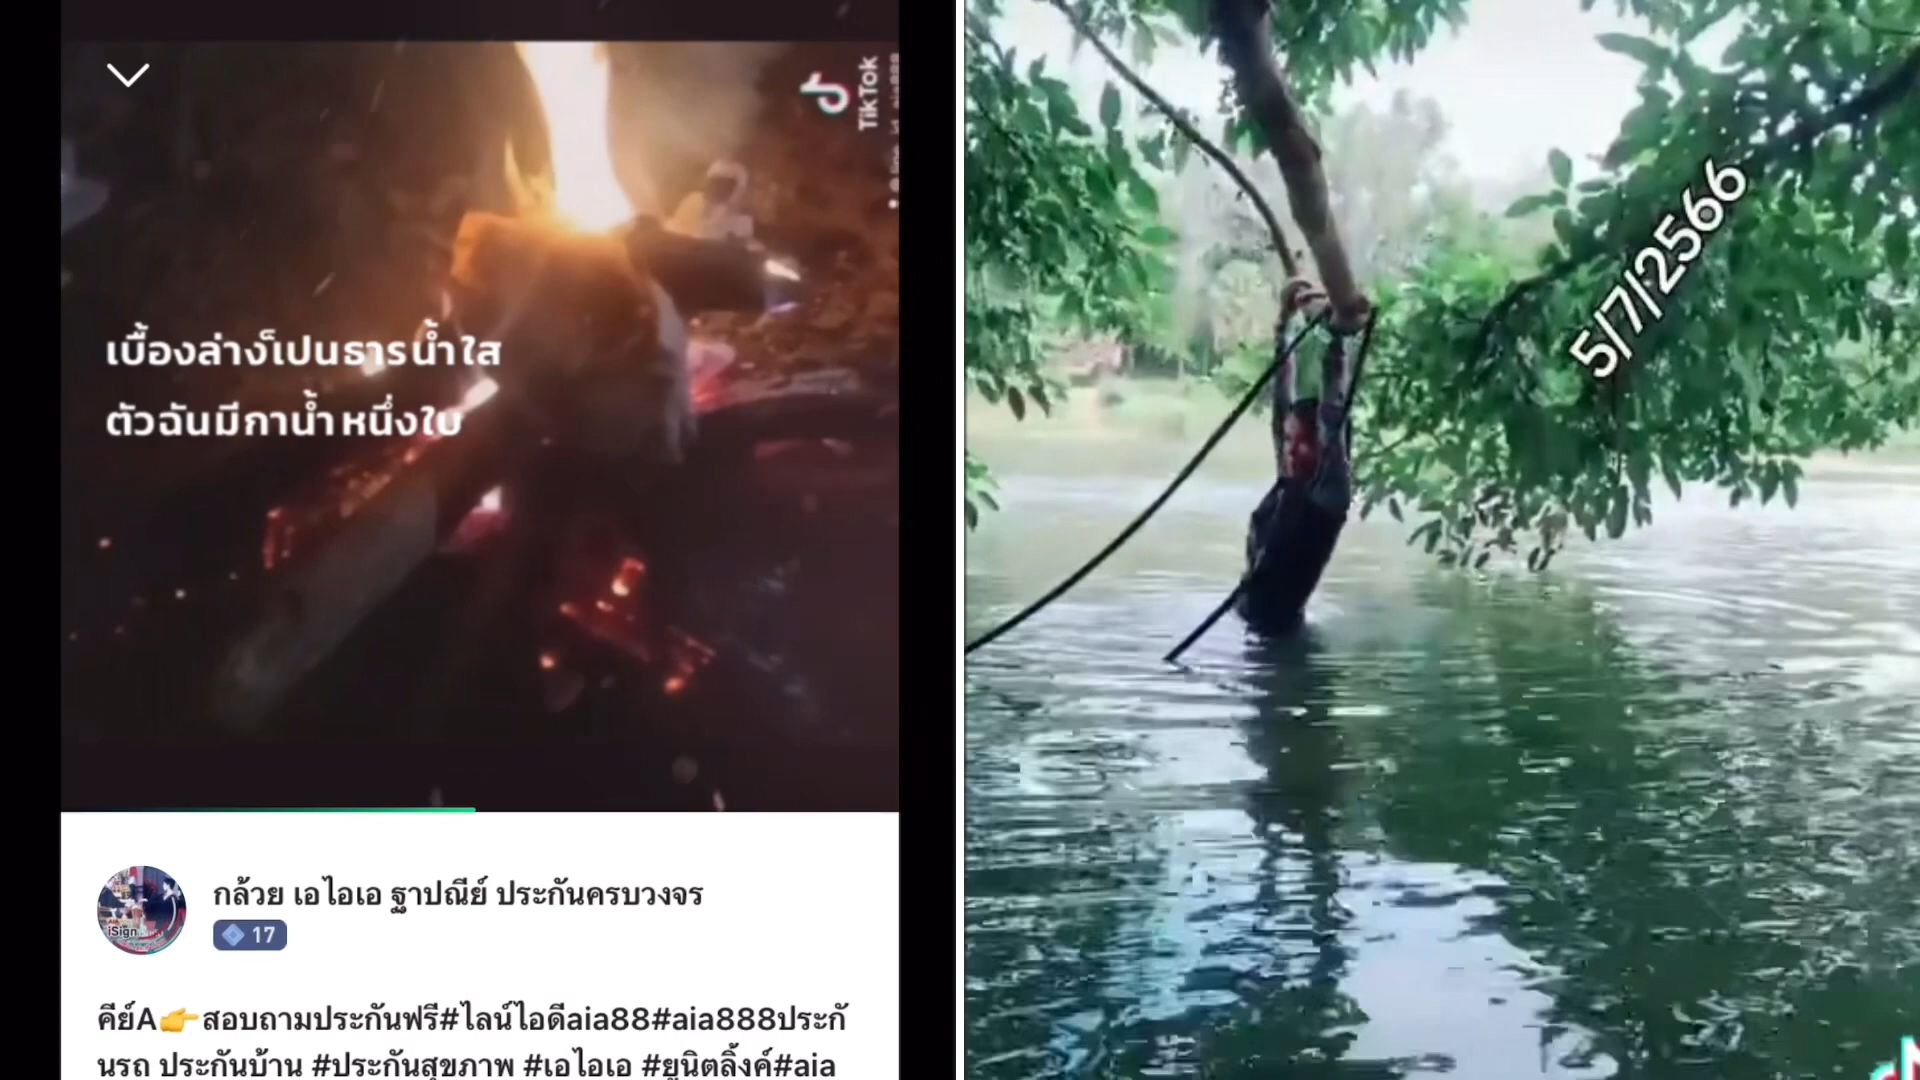 TikTok
เบื้องล่างก็เป็นธารน้ำใส
ตัวฉันมีกาน้ำหนึ่งใบ
iSign
กล้วย เอไอเอ ฐาปณีย์ ประกันครบวงจร
17
คีย์A👉สอบถามประกันฟรี#ไลน์ไอดีaia88#aia888ประกั
นรถ ประกันบ้าน #ประกันสุขภาพ #เอไอเอ #ยูนิตลิ้งค์#aia
5/7/2566